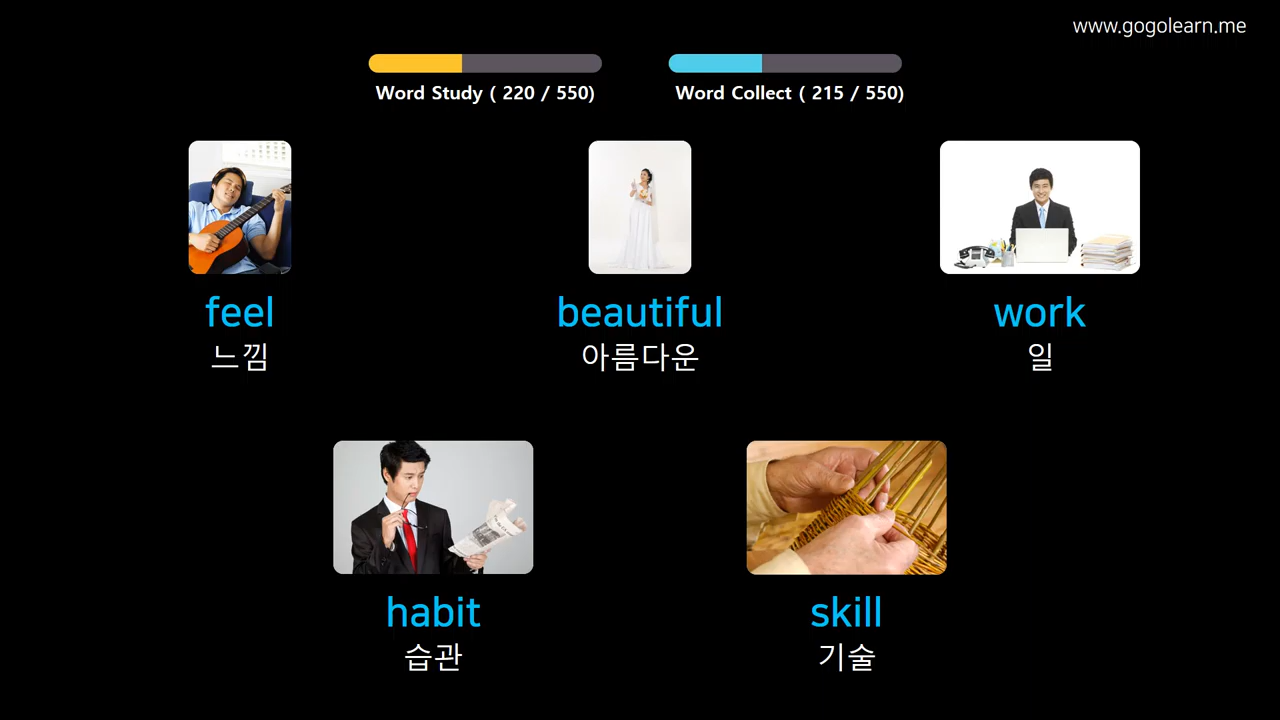 www.gogolearn.me
Word Study ( 220 / 550)
Word Collect ( 215 / 550)
feel
느낌
beautiful
아름다운
work
일
habit
습관
skill
기술